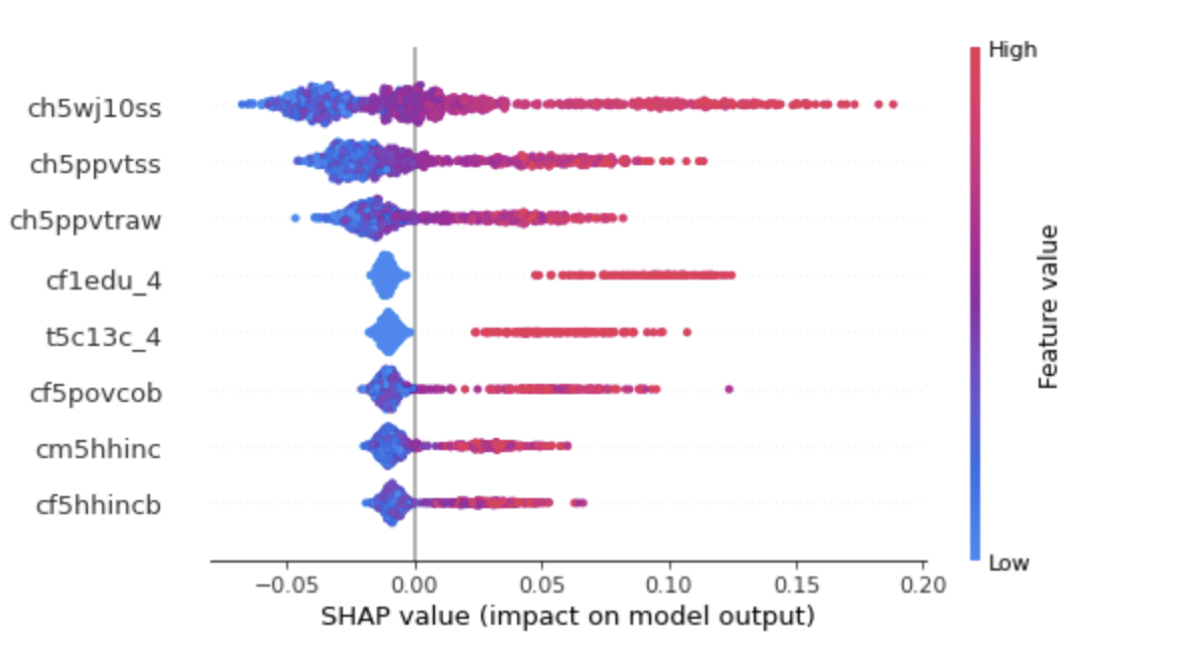 High
ch5wj10ss
ch5ppvtss
ch5ppvtraw
cf1edu_4
t5c13c_4
cf5povcob
cm5hhinc
cf5hhincb
Feature value
Low
−0.05 0.00 0.05 0.10 0.15 0.20
SHAP value (impact on model output)